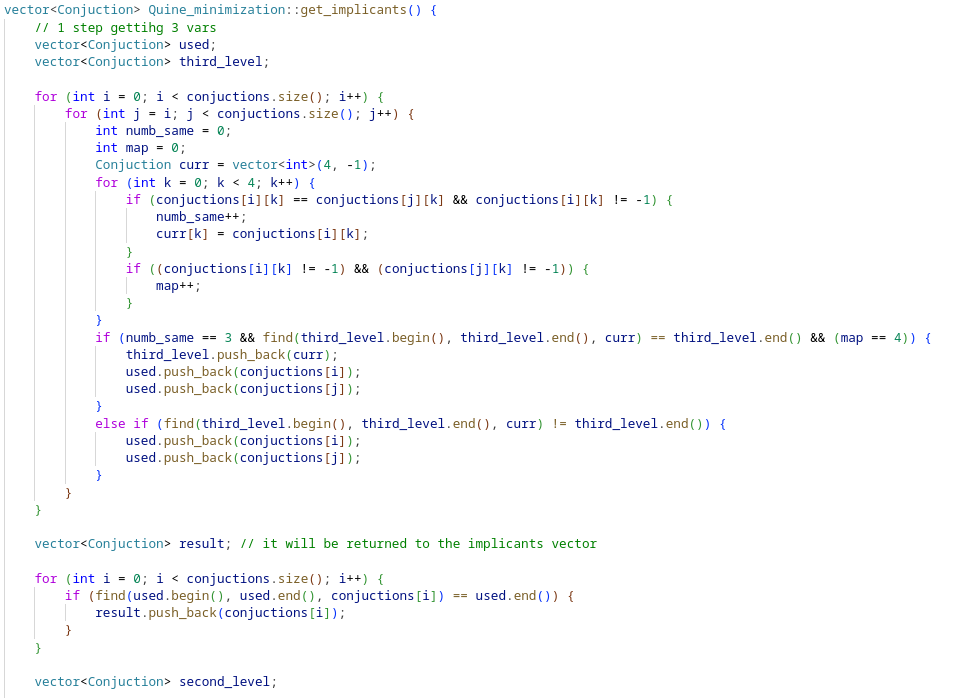 vector<Conjuction> Quine_minimization::get_implicants() {
    // 1 step gettihg 3 vars
    vector<Conjuction> used;
    vector<Conjuction> third_level;

    for (int i = 0; i < conjuctions.size(); i++) {
        for (int j = i; j < conjuctions.size(); j++) {
            int numb_same = 0;
            int map = 0;
            Conjuction curr = vector<int>(4, -1);
            for (int k = 0; k < 4; k++) {
                if (conjuctions[i][k] == conjuctions[j][k] && conjuctions[i][k] != -1) {
                    numb_same++;
                    curr[k] = conjuctions[i][k];
                }
                if ((conjuctions[i][k] != -1) && (conjuctions[j][k] != -1)) {
                    map++;
                }
            }
            if (numb_same == 3 && find(third_level.begin(), third_level.end(), curr) == third_level.end() && (map == 4)) {
                third_level.push_back(curr);
                used.push_back(conjuctions[i]);
                used.push_back(conjuctions[j]);
            }
            else if (find(third_level.begin(), third_level.end(), curr) != third_level.end()) {
                used.push_back(conjuctions[i]);
                used.push_back(conjuctions[j]);
            }
        }
    }

    vector<Conjuction> result; // it will be returned to the implicants vector

    for (int i = 0; i < conjuctions.size(); i++) {
        if (find(used.begin(), used.end(), conjuctions[i]) == used.end()) {
            result.push_back(conjuctions[i]);
        }
    }

    vector<Conjuction> second_level;